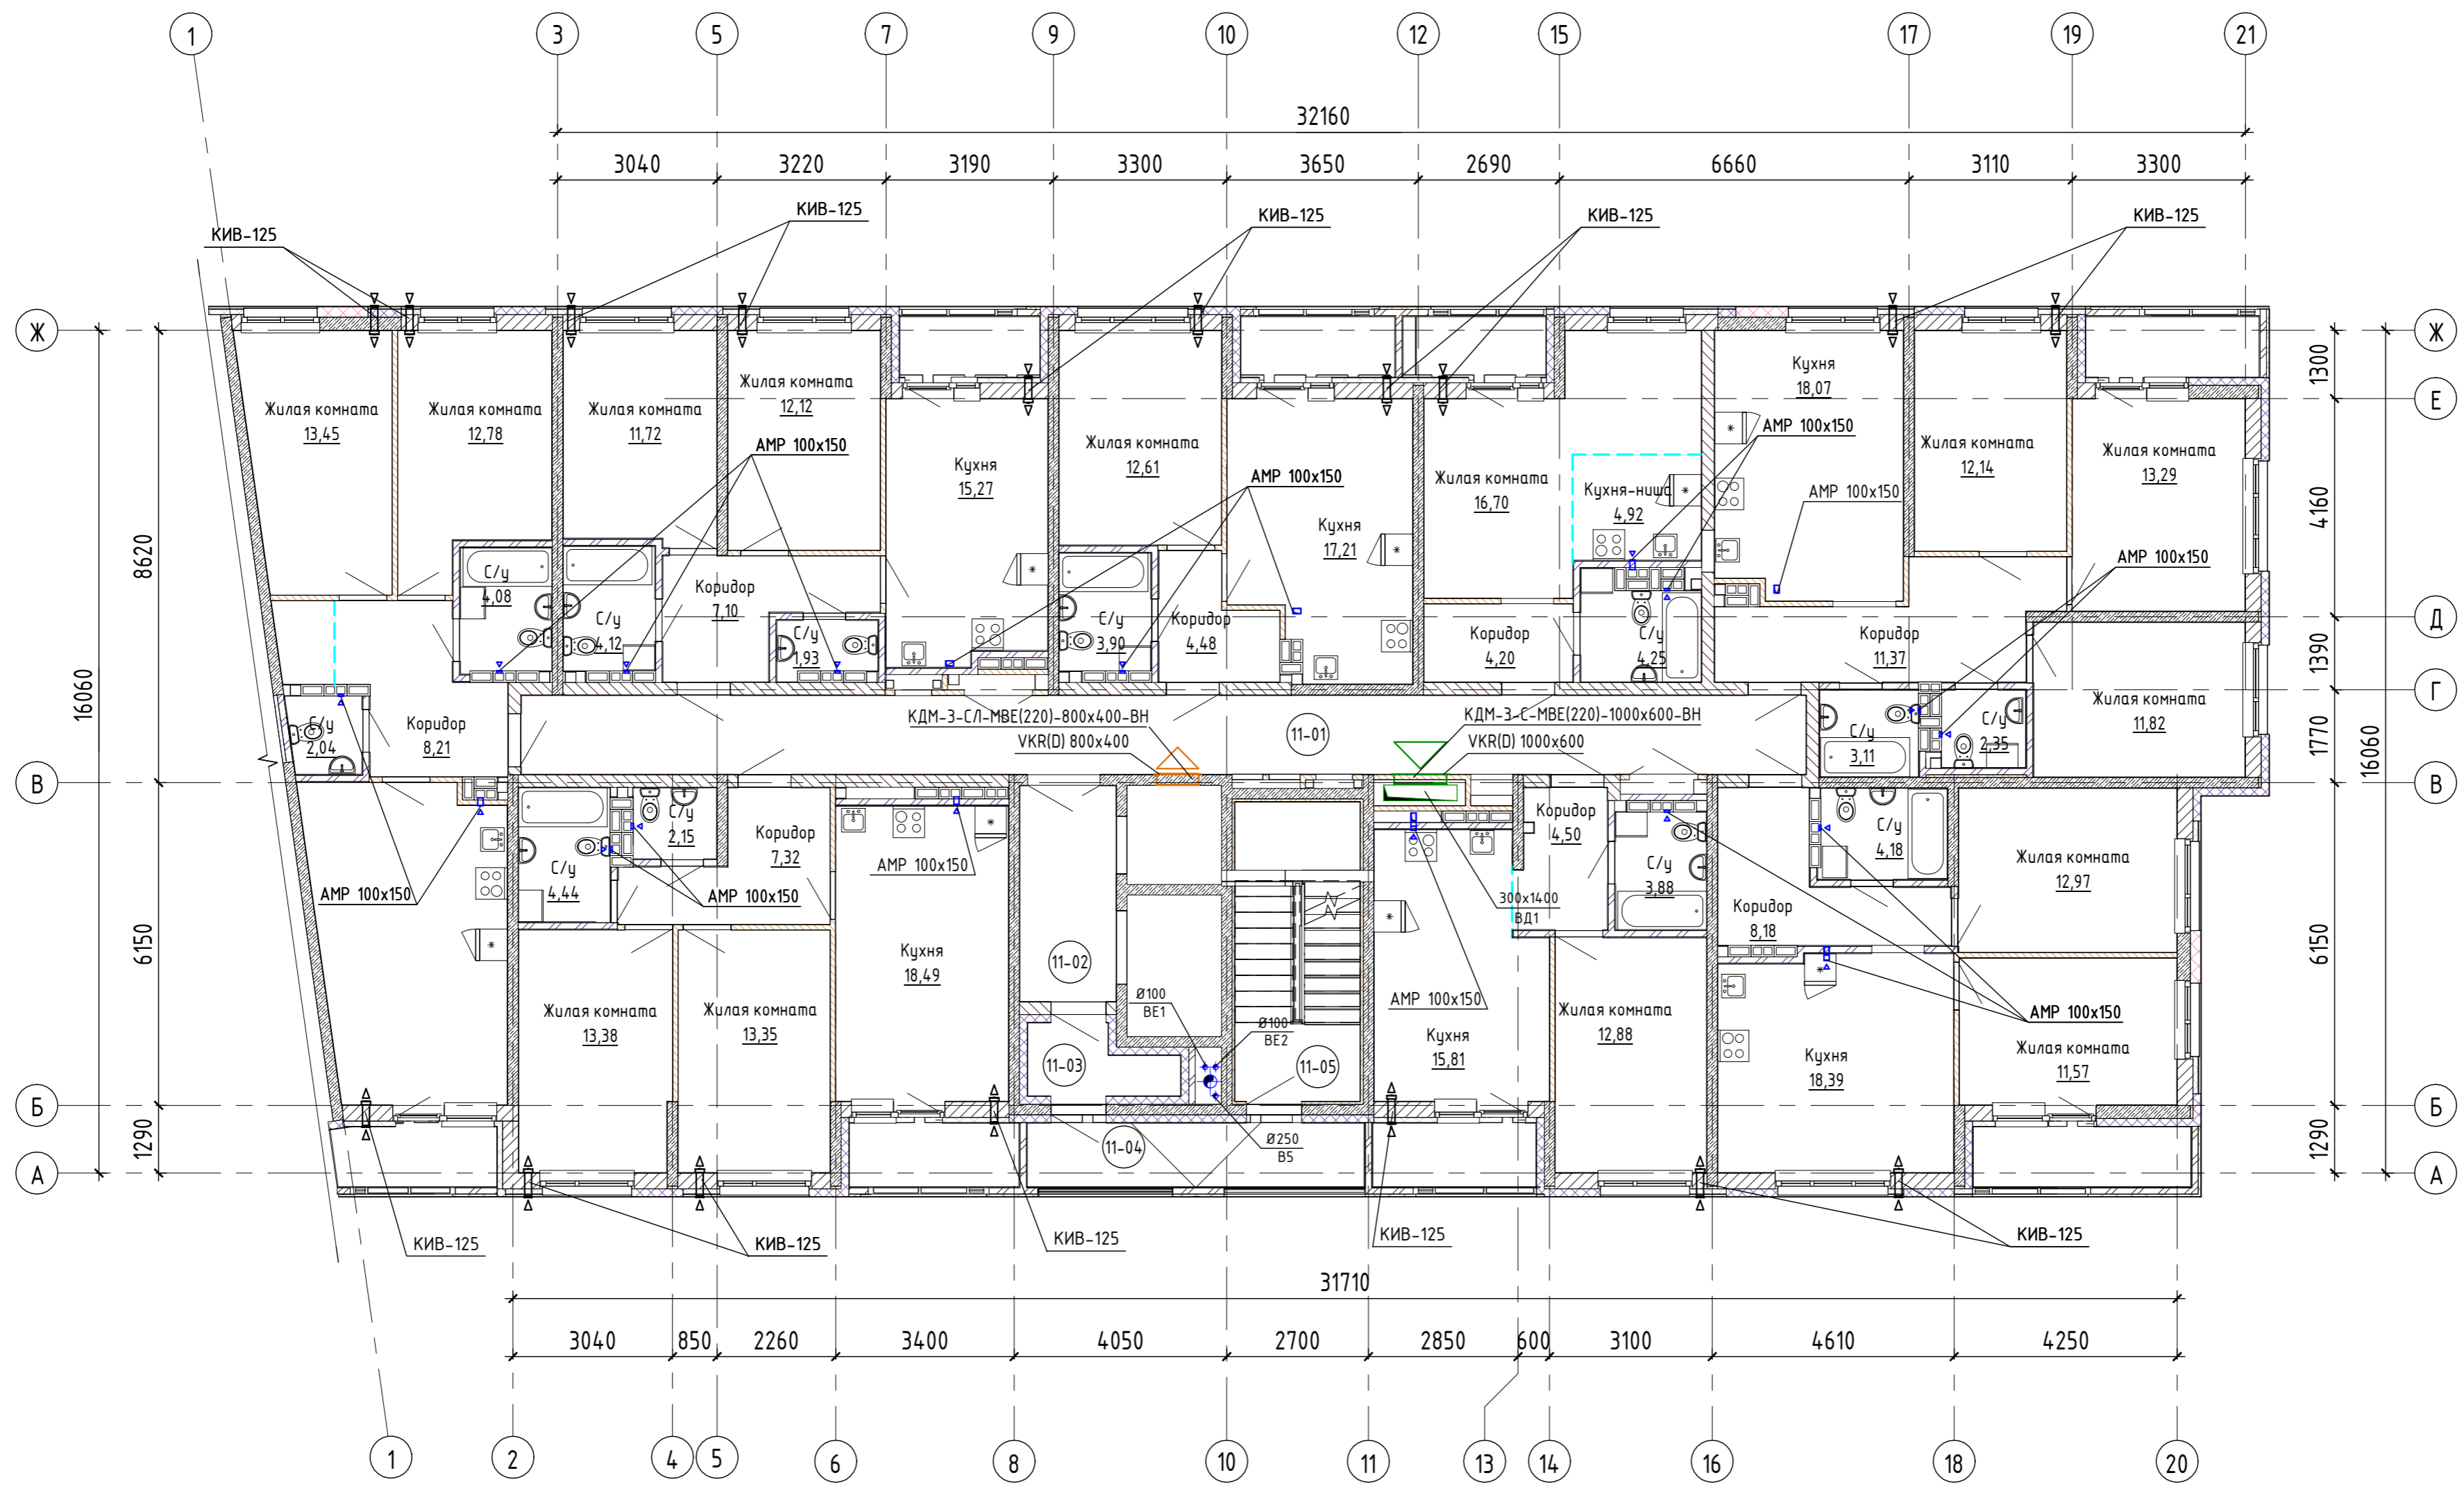 1
3
5
7
9
10
12
15
17
19
21
32160
3040
3220
3190
3300
3650
2690
6660
3110
3300
КИВ-125
КИВ-125
КИВ-125
КИВ-125
КИВ-125
Ж
Ж
Е
Д
Г
В
В
Б
Б
А
А
16060
8620
6150
1290
1300
4160
1390
1770
6150
1290
16060
Жилая комната
13,45
Жилая комната
12,78
Жилая комната
11,72
Жилая комната
12,12
АМР 100х150
Кухня
15,27
Жилая комната
12,61
АМР 100х150
Кухня
17,21
Жилая комната
16,70
Кухня-ниша
4,92
Кухня
18,07
АМР 100х150
АМР 100х150
Жилая комната
12,14
Жилая комната
13,29
АМР 100х150
С/у
4,08
С/у
4,12
Коридор
7,10
С/у
1,93
С/у
3,90
Коридор
4,48
Коридор
4,20
С/у
4,25
Коридор
11,37
Жилая комната
11,82
С/у
2,04
Коридор
8,21
КДМ-3-СЛ-МВЕ(220)-800х400-ВН
VKR(D) 800x400
11-01
КДМ-3-С-МВЕ(220)-1000х600-ВН
VKR(D) 1000x600
С/у
3,11
С/у
2,35
АМР 100х150
С/у
4,44
С/у
2,15
АМР 100х150
Коридор
7,32
АМР 100х150
Кухня
18,49
Жилая комната
13,38
Жилая комната
13,35
11-02
11-03
11-04
11-05
Ø100
ВЕ1
Ø100
ВЕ2
Ø250
В5
300х1400
ВД1
АМР 100х150
Кухня
15,81
Коридор
4,50
С/у
3,88
Жилая комната
12,88
Коридор
8,18
С/у
4,18
Жилая комната
12,97
АМР 100х150
Кухня
18,39
Жилая комната
11,57
КИВ-125
КИВ-125
КИВ-125
КИВ-125
КИВ-125
31710
3040
850
2260
3400
4050
2700
2850
600
3100
4610
4250
1
2
4
5
6
8
10
11
13
14
16
18
20